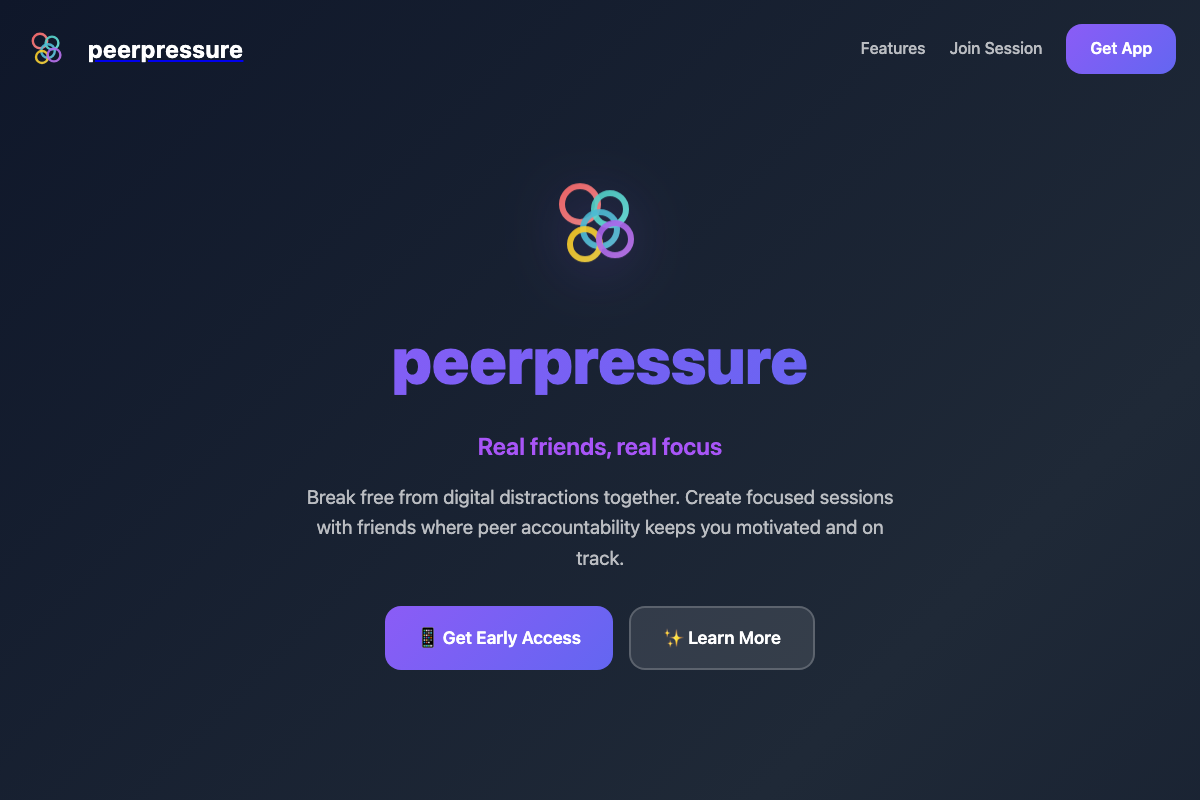 peerpressure
Features
Join Session
Get App
peerpressure
Real friends, real focus
Break free from digital distractions together. Create focused sessions
with friends where peer accountability keeps you motivated and on
track.
📱 Get Early Access
✨ Learn More